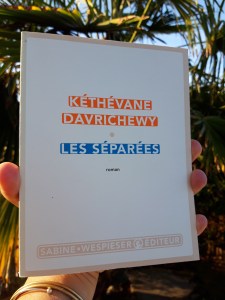 KÉTHÉVANE
DAVRICHEWY
LES SÉPARÉES
roman
SABINE WESPIESER ÉDITEUR